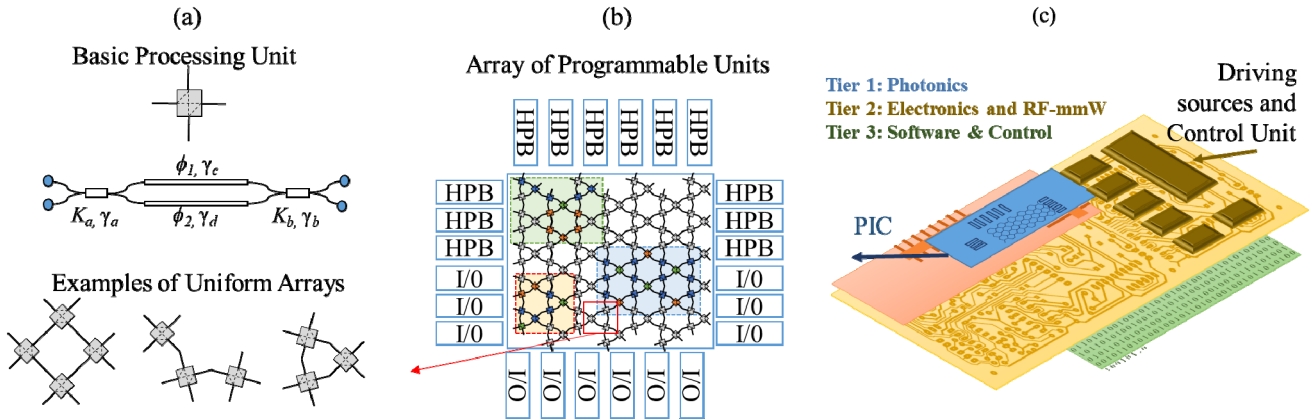 (a)
Basic Processing Unit
ϕ1, γe
Ka, γa
ϕ2, γd
Kb, γb
Examples of Uniform Arrays
(b)
Array of Programmable Units
HPB HPB HPB HPB HPB HPB
HPB HPB
HPB HPB
HPB HPB
I/0 I/0
I/0 I/0
I/0 I/0
I/O I/O I/O I/O I/O I/O
(c)
Tier 1: Photonics
Tier 2: Electronics and RF-mmW
Tier 3: Software & Control
Driving
sources and
Control Unit
PIC